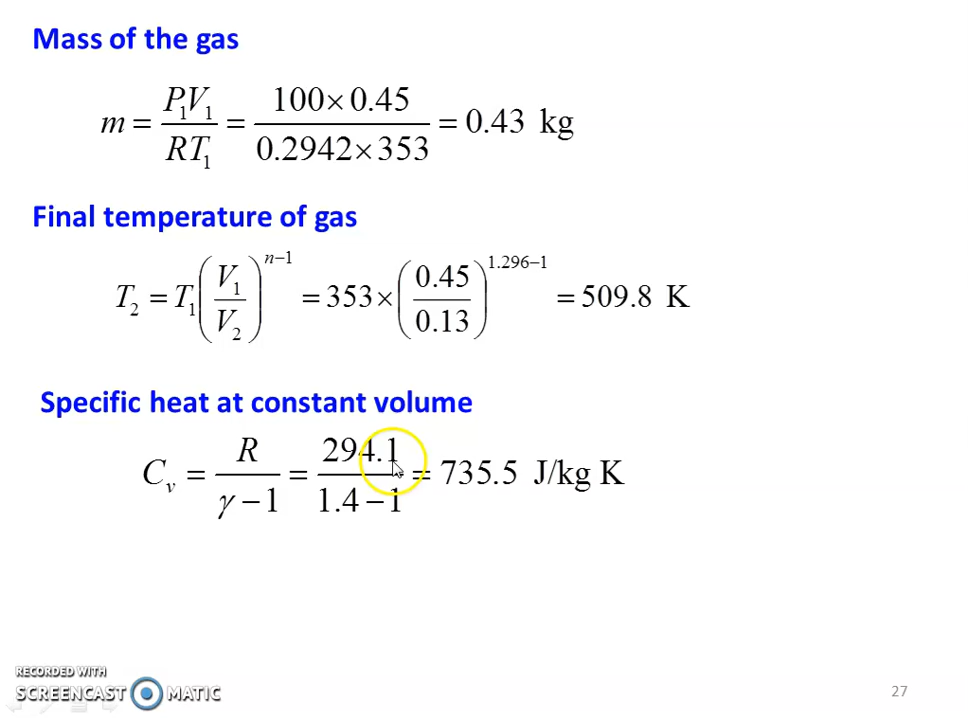 Mass of the gas
m = P₁V₁ / RT₁ = 100 × 0.45 / 0.2942 × 353 = 0.43 kg
Final temperature of gas
T₂ = T₁ (V₁ / V₂)ⁿ⁻¹ = 353 × (0.45 / 0.13)^1.296−1 = 509.8 K
Specific heat at constant volume
Cᵥ = R / γ − 1 = 294.1 / 1.4 − 1 = 735.5 J/kg K
RECORDED WITH
SCREENCAST MATIC
27